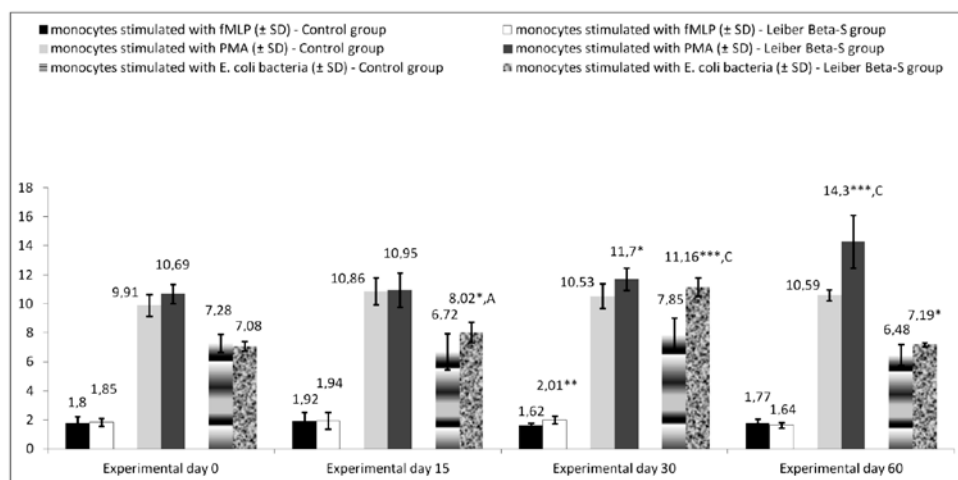 monocytes stimulated with fMLP (± SD) - Control group
monocytes stimulated with fMLP (± SD) - Leiber Beta-S group
monocytes stimulated with PMA (± SD) - Control group
monocytes stimulated with PMA (± SD) - Leiber Beta-S group
monocytes stimulated with E. coli bacteria (± SD) - Control group
monocytes stimulated with E. coli bacteria (± SD) - Leiber Beta-S group
18
16
14
12
10
8
6
4
2
0
1,8
1,85
9,91
10,69
7,28
7,08
1,92
1,94
10,86
10,95
6,72
8,02*,A
1,62
2,01**
10,53
11,7*
7,85
11,16***,C
1,77
1,64
10,59
14,3***,C
6,48
7,19*
Experimental day 0
Experimental day 15
Experimental day 30
Experimental day 60